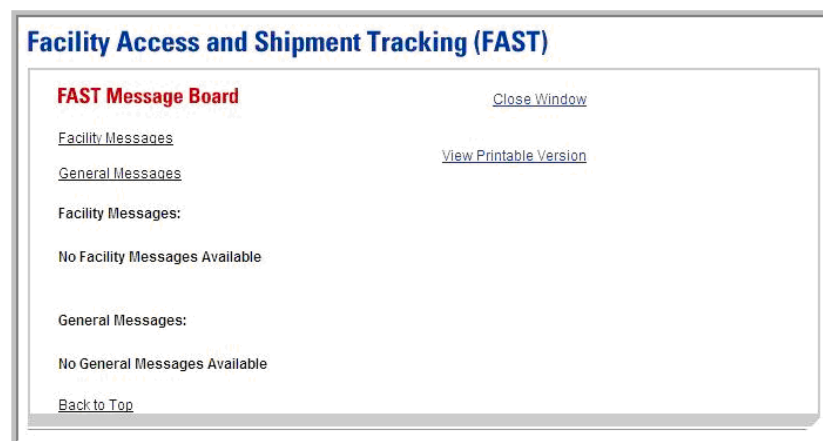 Facility Access and Shipment Tracking (FAST)
FAST Message Board
Close Window
Facility Messages
View Printable Version
General Messages
Facility Messages:
No Facility Messages Available
General Messages:
No General Messages Available
Back to Top